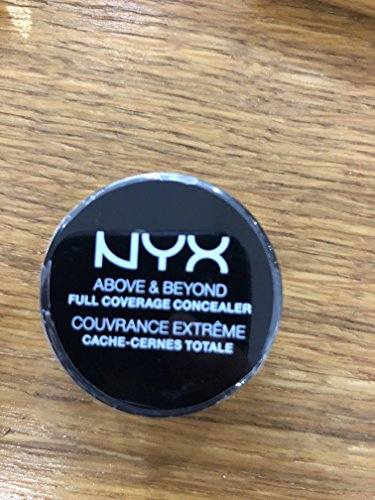 NYX
ABOVE & BEYOND
FULL COVERAGE CONCEALER
COUVRANCE EXTRÊME
CACHE-CERNES TOTALE